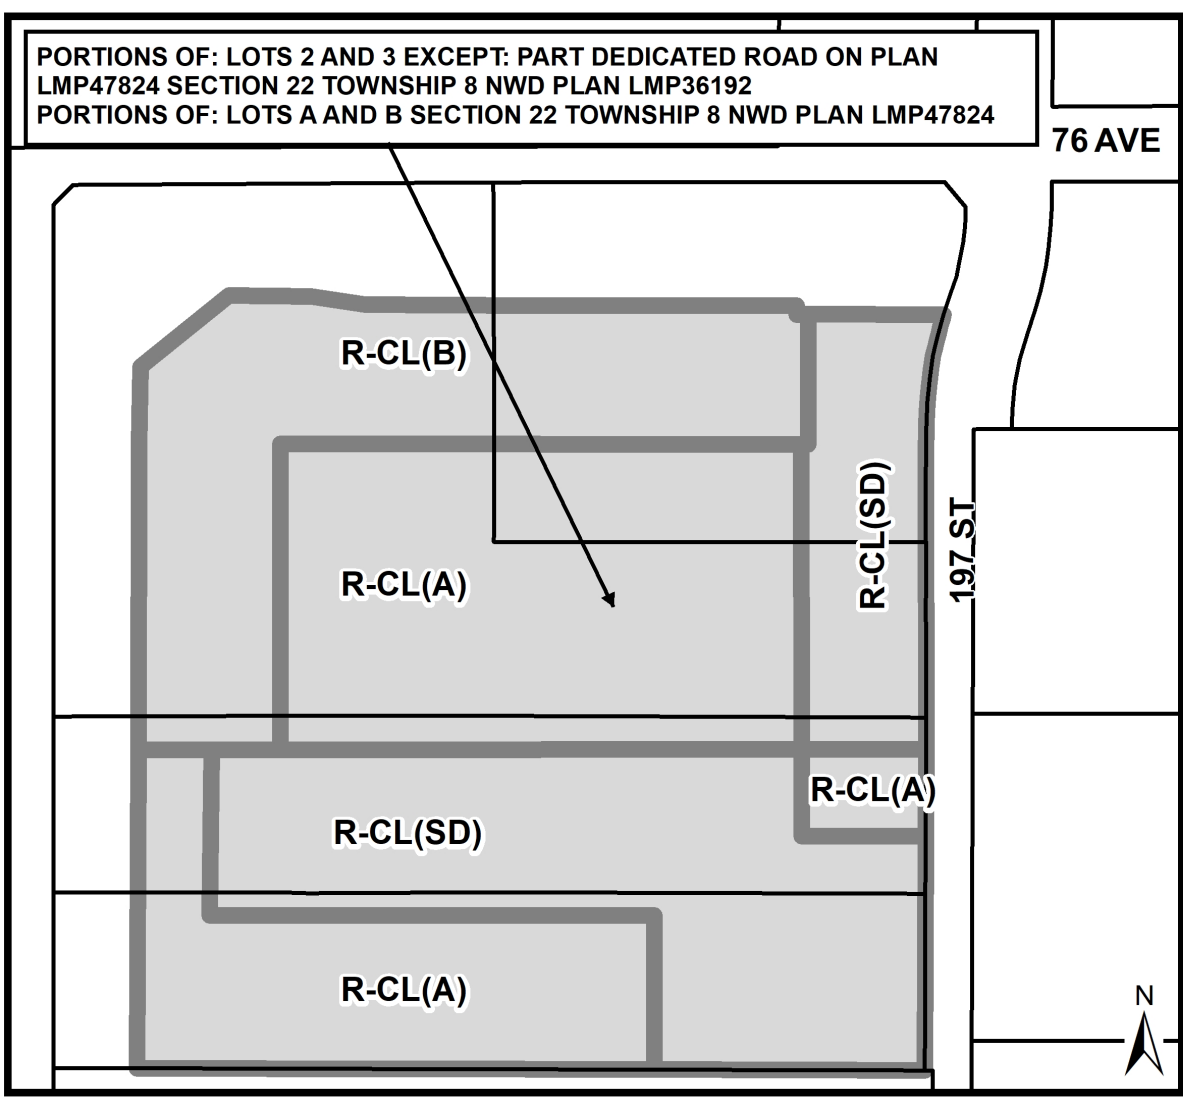 PORTIONS OF: LOTS 2 AND 3 EXCEPT: PART DEDICATED ROAD ON PLAN
LMP47824 SECTION 22 TOWNSHIP 8 NWD PLAN LMP36192
PORTIONS OF: LOTS A AND B SECTION 22 TOWNSHIP 8 NWD PLAN LMP47824
76 AVE
R-CL(B)
R-CL(SD)
197 ST
R-CL(A)
R-CL(A)
R-CL(SD)
R-CL(A)
N